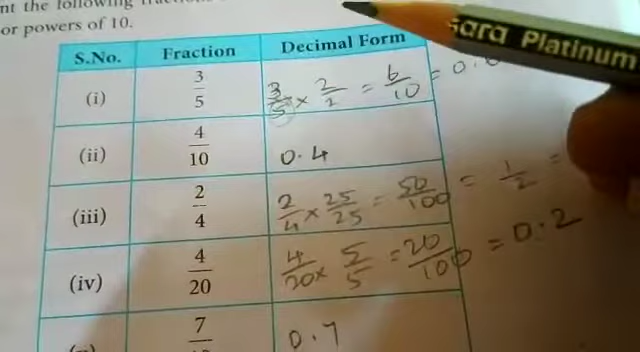 nt the following
or powers of 10.
S.No. Fraction Decimal Form
(i) 3/5 3/5 × 2/2 = 6/10 = 0.6
(ii) 4/10 0.4
(iii) 2/4 2/4 × 25/25 = 50/100 = 1/2 =
(iv) 4/20 4/20 × 5/5 = 20/100 = 0.2
7 0.7
Platinum